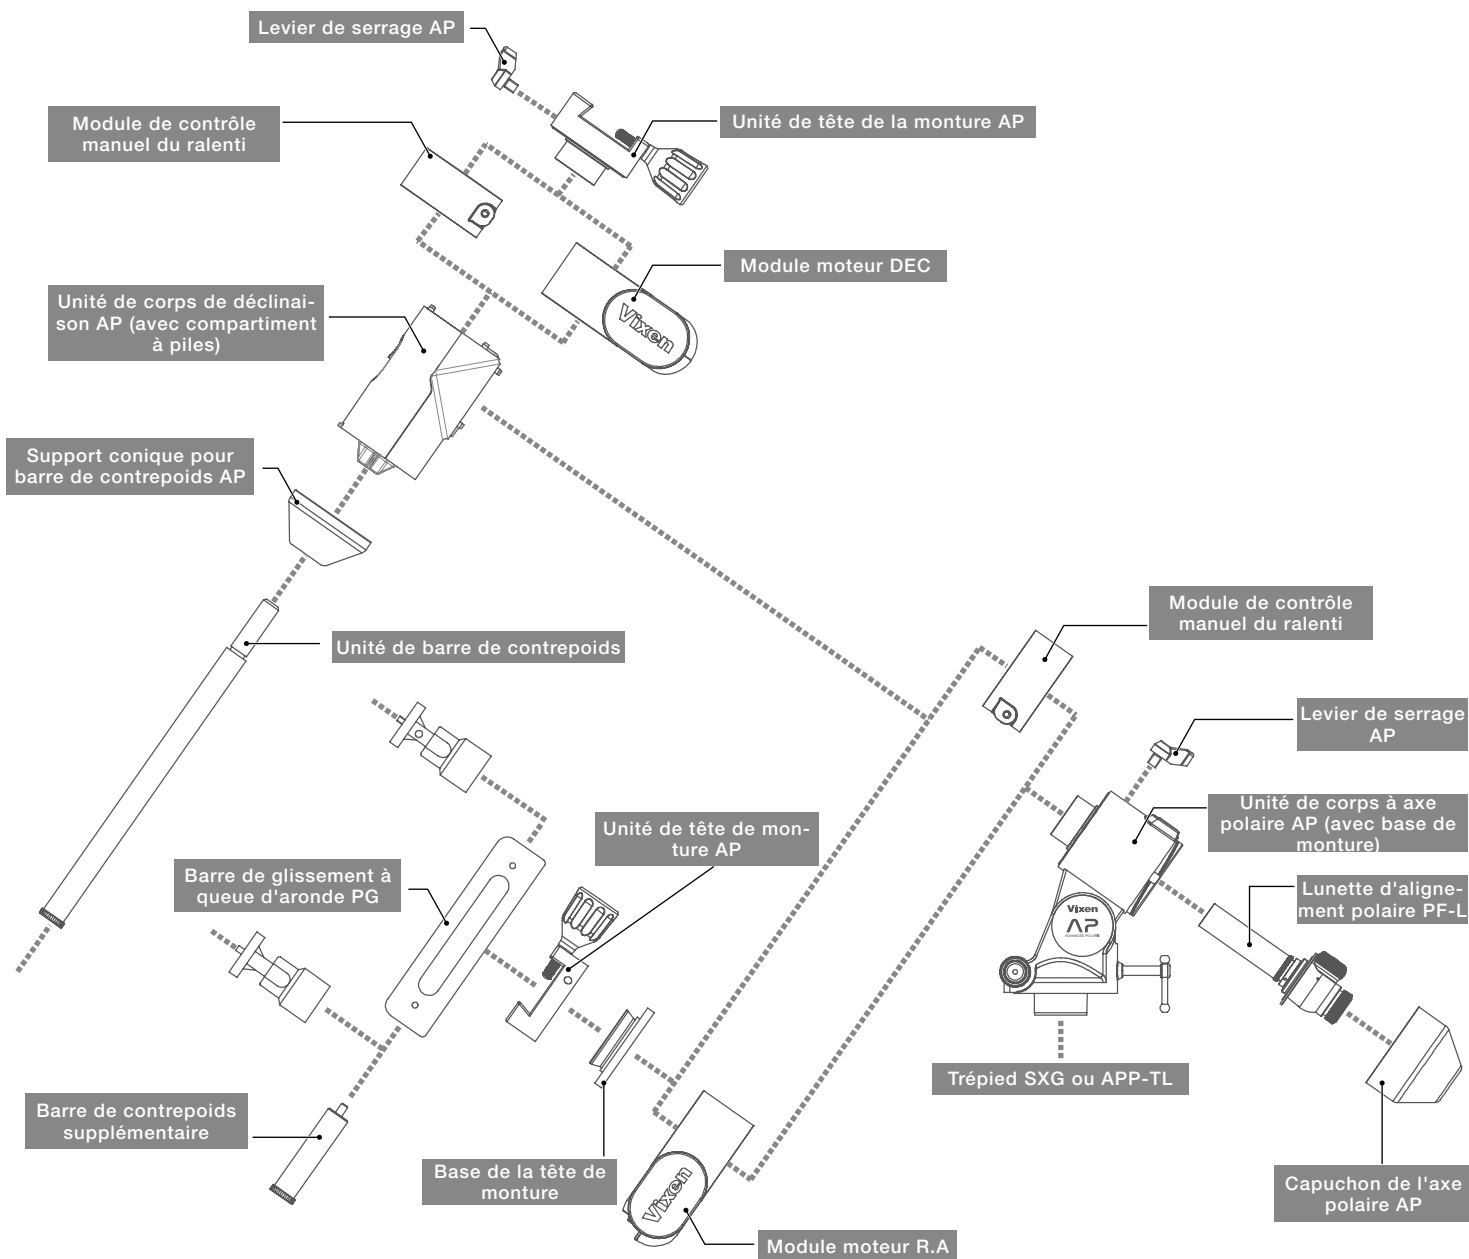 Levier de serrage AP
Module de contrôle
manuel du ralenti
Unité de tête de la monture AP
Module moteur DEC
Vixen
Unité de corps de déclinai-
son AP (avec compartiment
à piles)
Support conique pour
barre de contrepoids AP
Unité de barre de contrepoids
Module de contrôle
manuel du ralenti
Levier de serrage
AP
Unité de corps à axe
polaire AP (avec base de
monture)
Unité de tête de mon-
ture AP
Barre de glissement à
queue d'aronde PG
Lunette d'aligne-
ment polaire PF-L
Vixen
AP
ADVANCED POLARIS
Trépied SXG ou APP-TL
Barre de contrepoids
supplémentaire
Base de la tête de
monture
Vixen
Capuchon de l'axe
polaire AP
Module moteur R.A